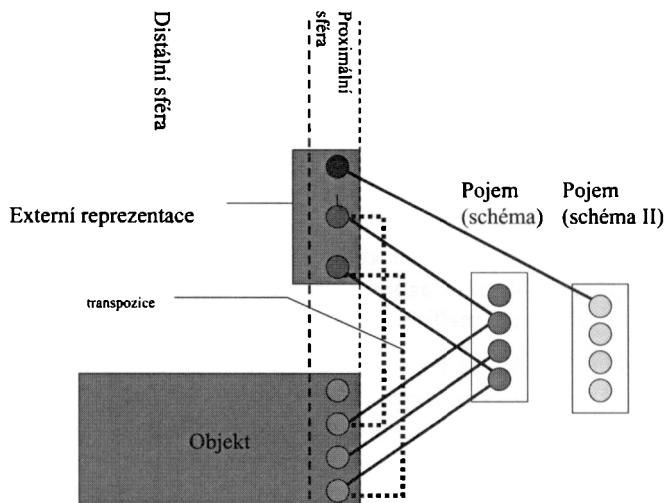 Distální sféra
Proximální
sféra
Externí reprezentace
Pojem
(schéma)
Pojem
(schéma II)
transpozice
Objekt